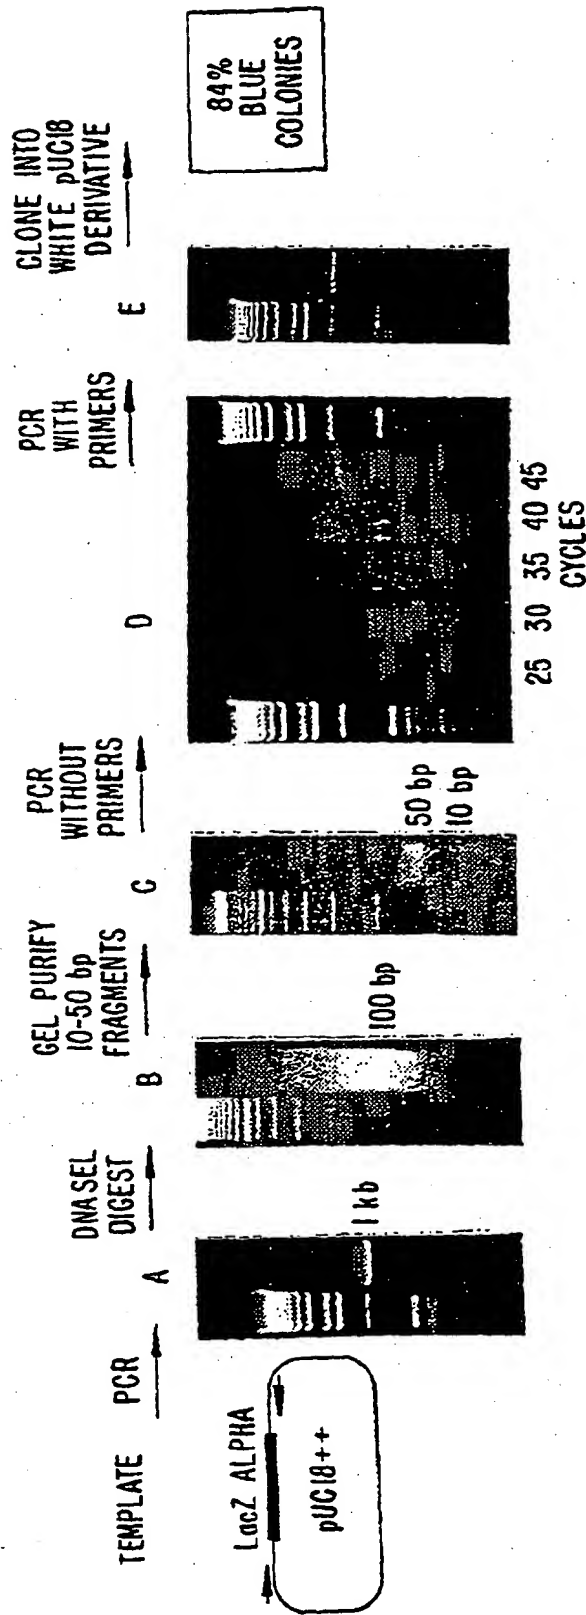 TEMPLATE
PCR
DNASEL
DIGEST
GEL PURIFY
10-50 bp
FRAGMENTS
PCR
WITHOUT
PRIMERS
PCR
WITH
PRIMERS
CLONE INTO
WHITE pUC18
DERIVATIVE
A
B
C
D
E
LacZ ALPHA
pUC18++
1 kb
100 bp
50 bp
10 bp
25 30 35 40 45
CYCLES
84%
BLUE
COLONIES